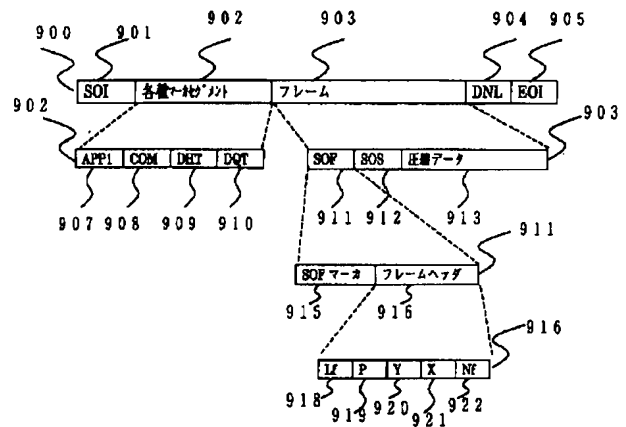 900 901 902 903 904 905
SOI 各種マーカセグメント フレーム DNL EOI
902 903
APP1 COM DHT DQT SOF SOS 圧縮データ
907 908 909 910 911 912 913
911
SOFマーカ フレームヘッダ
915 916
916
Lf P Y X Nf
918 919 920 921 922